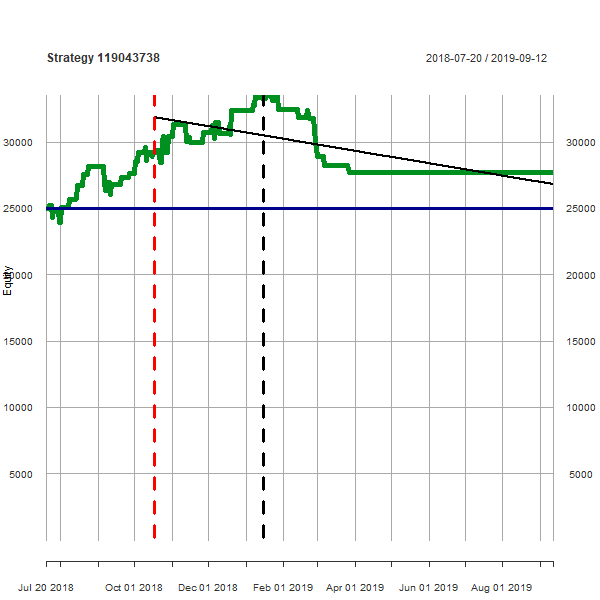 Strategy 119043738
2018-07-20 / 2019-09-12
30000
30000
25000
25000
20000
20000
Equity
15000
15000
10000
10000
5000
5000
Jul 20 2018
Oct 01 2018
Dec 01 2018
Feb 01 2019
Apr 01 2019
Jun 01 2019
Aug 01 2019